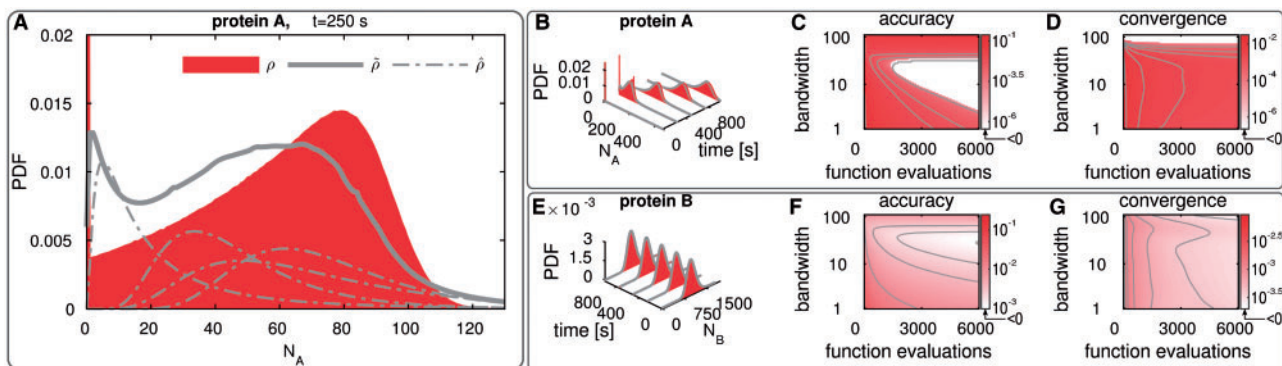 A protein A, t=250 s
ρ ρ̃ ρ̂
PDF
0.02
0.015
0.01
0.005
0
0 20 40 60 80 100 120
N_A
B protein A
PDF
0.02
0.01
0
0
200
400
N_A
0
400
800
time [s]
C accuracy
bandwidth
100
10
1
0 3000 6000
function evaluations
10^-1
10^-3.5
10^-6
<0
D convergence
bandwidth
100
10
1
0 3000 6000
function evaluations
10^-2
10^-4
10^-6
<0
E protein B
× 10^-3
PDF
3
1.5
0
800
400
0
time [s]
0
750
1500
N_B
F accuracy
bandwidth
100
10
1
0 3000 6000
function evaluations
10^-1
10^-2
10^-3
<0
G convergence
bandwidth
100
10
1
0 3000 6000
function evaluations
10^-2.5
10^-3.5
<0